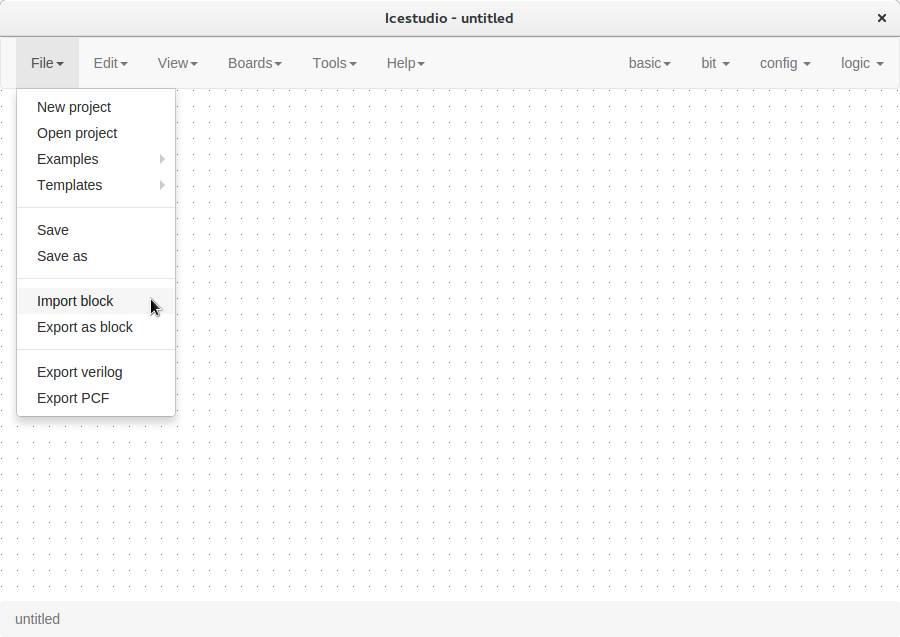 Icestudio - untitled
File Edit View Boards Tools Help basic bit config logic
New project
Open project
Examples
Templates
Save
Save as
Import block
Export as block
Export verilog
Export PCF
untitled